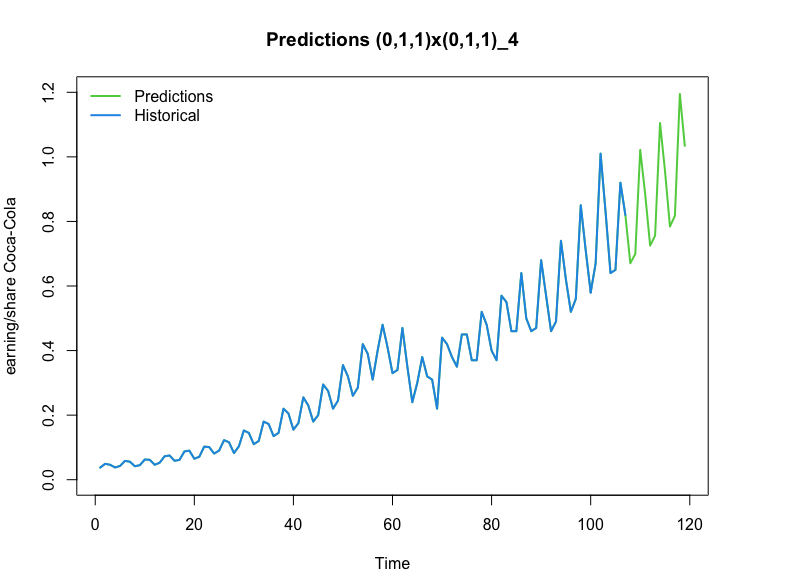 Predictions (0,1,1)x(0,1,1)_4
Predictions
Historical
earning/share Coca-Cola
1.2
1.0
0.8
0.6
0.4
0.2
0.0
0 20 40 60 80 100 120
Time